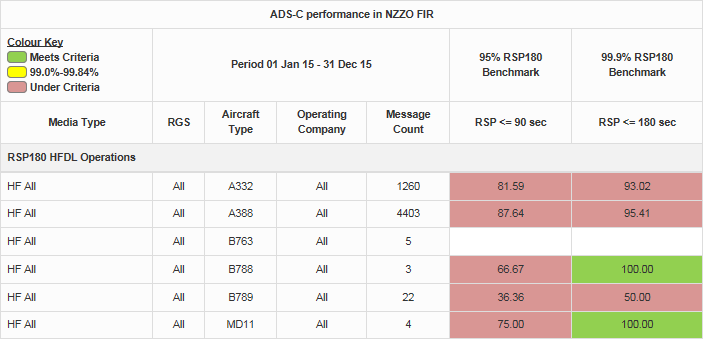 ADS-C performance in NZZO FIR
Colour Key
Meets Criteria
99.0%-99.84%
Under Criteria
Period 01 Jan 15 - 31 Dec 15
95% RSP180
Benchmark
99.9% RSP180
Benchmark
Media Type RGS Aircraft
Type Operating
Company Message
Count RSP <= 90 sec RSP <= 180 sec
RSP180 HFDL Operations
HF All All A332 All 1260 81.59 93.02
HF All All A388 All 4403 87.64 95.41
HF All All B763 All 5
HF All All B788 All 3 66.67 100.00
HF All All B789 All 22 36.36 50.00
HF All All MD11 All 4 75.00 100.00